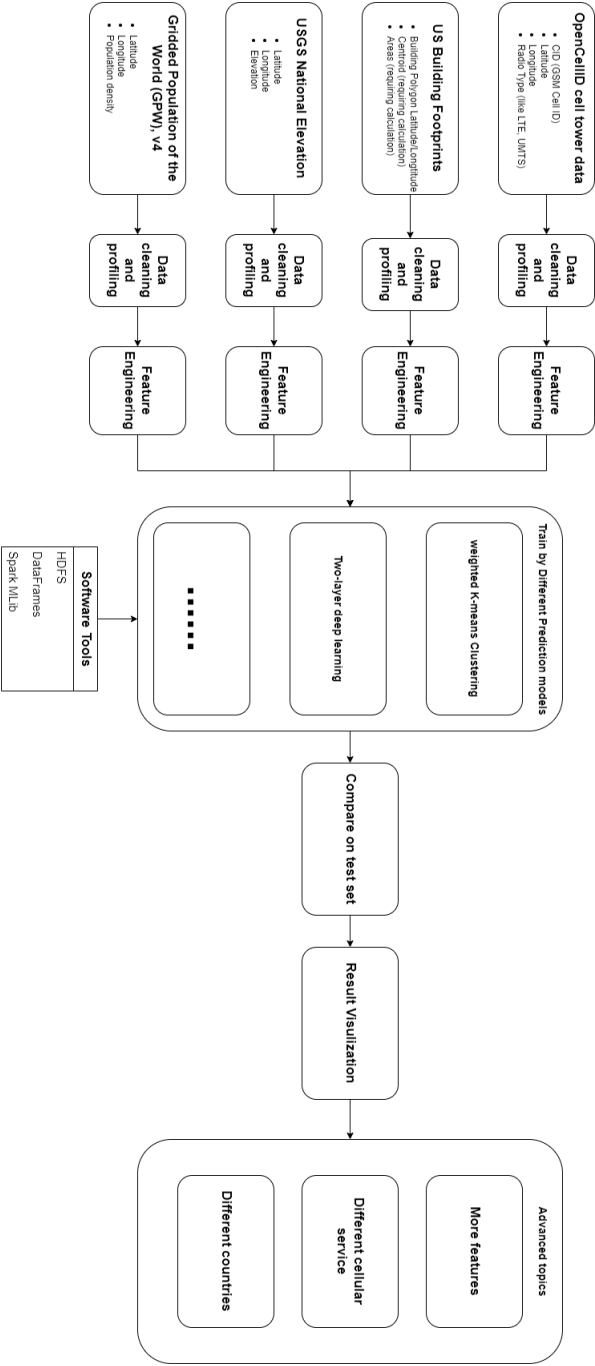 OpenCellID cell tower data
CID (GSM Cell ID)
Latitude
Longitude
Radio Type (like LTE, UMTS)
Data
cleaning
and
profiling
Feature
Engineering
US Building Footprints
Building Polygon Latitude/Longtitude
Centroid (requiring calculation)
Areas (requiring calculation)
Data
cleaning
and
profiling
Feature
Engineering
USGS National Elevation
Latitude
Longitude
Elevation
Data
cleaning
and
profiling
Feature
Engineering
Gridded Population of the
World (GPW), v4
Latitude
Longitude
Population density
Data
cleaning
and
profiling
Feature
Engineering
Train by Different Prediction models
weighted K-means Clustering
Two-layer deep learning
......
Software Tools
HDFS
DataFrames
Spark MLib
Compare on test set
Result Visulization
Advanced topics
More features
Different cellular
service
Different countries